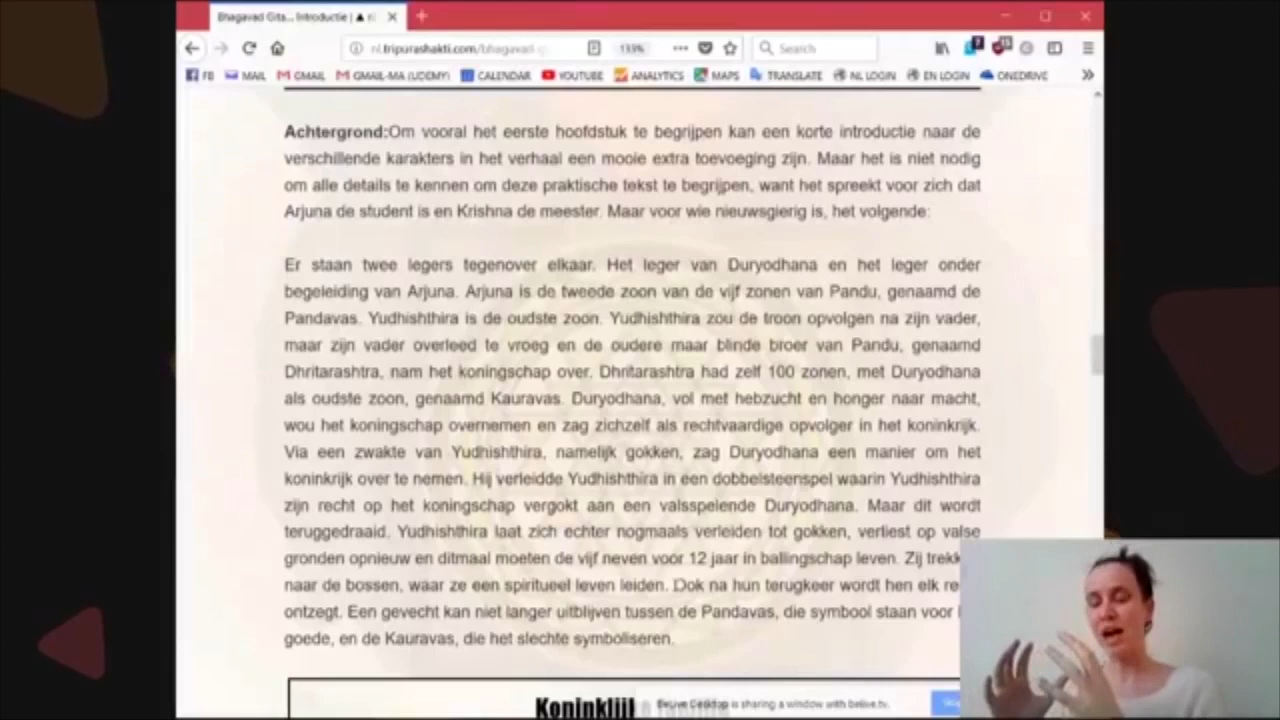 Bhagavad Gita... Introductie |
nl.tripurashakti.com/bhagavad-g
133%
Search
FB MAIL GMAIL GMAIL-MA (UDEMY) CALENDAR YOUTUBE ANALYTICS MAPS TRANSLATE NL LOGIN EN LOGIN ONEDRIVE
Achtergrond:Om vooral het eerste hoofdstuk te begrijpen kan een korte introductie naar de
verschillende karakters in het verhaal een mooie extra toevoeging zijn. Maar het is niet nodig
om alle details te kennen om deze praktische tekst te begrijpen, want het spreekt voor zich dat
Arjuna de student is en Krishna de meester. Maar voor wie nieuwsgierig is, het volgende:
Er staan twee legers tegenover elkaar. Het leger van Duryodhana en het leger onder
begeleiding van Arjuna. Arjuna is de tweede zoon van de vijf zonen van Pandu, genaamd de
Pandavas. Yudhishthira is de oudste zoon. Yudhishthira zou de troon opvolgen na zijn vader,
maar zijn vader overleed te vroeg en de oudere maar blinde broer van Pandu, genaamd
Dhritarashtra, nam het koningschap over. Dhritarashtra had zelf 100 zonen, met Duryodhana
als oudste zoon, genaamd Kauravas. Duryodhana, vol met hebzucht en honger naar macht,
wou het koningschap overnemen en zag zichzelf als rechtvaardige opvolger in het koninkrijk.
Via een zwakte van Yudhishthira, namelijk gokken, zag Duryodhana een manier om het
koninkrijk over te nemen. Hij verleidde Yudhishthira in een dobbelsteenspel waarin Yudhishthira
zijn recht op het koningschap vergokt aan een valsspelende Duryodhana. Maar dit wordt
teruggedraaid. Yudhishthira laat zich echter nogmaals verleiden tot gokken, verliest op valse
gronden opnieuw en ditmaal moeten de vijf neven voor 12 jaar in ballingschap leven. Zij trekk
naar de bossen, waar ze een spiritueel leven leiden. Ook na hun terugkeer wordt hen elk re
ontzegt. Een gevecht kan niet langer uitblijven tussen de Pandavas, die symbool staan voor
goede, en de Kauravas, die het slechte symboliseren.
BeLive Desktop is sharing a window with belive.tv.